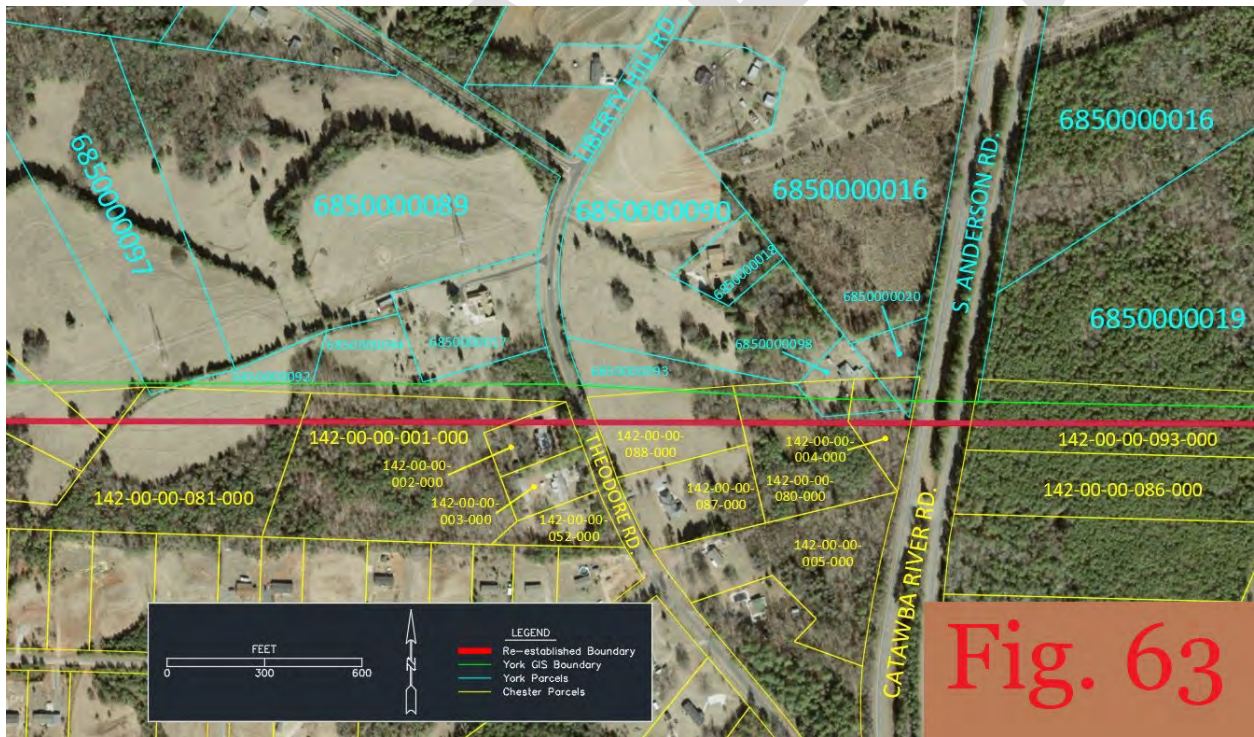 LIBERTY HILL RD.
S. ANDERSON RD.
6850000016
6850000097
6850000089
6850000090
6850000016
6850000018
6850000020
6850000019
6850000098
6850000092
6850000093
142-00-00-001-000
142-00-00-
002-000
142-00-00-
088-000
142-00-00-
004-000
142-00-00-093-000
142-00-00-081-000
142-00-00-
003-000
THEODORE RD.
142-00-00-
087-000
142-00-00-
080-000
142-00-00-086-000
142-00-00-
052-000
142-00-00-
005-000
CATAWBA RIVER RD.
FEET
0 300 600
N
LEGEND
Re-established Boundary
York GIS Boundary
York Parcels
Chester Parcels
Fig. 63